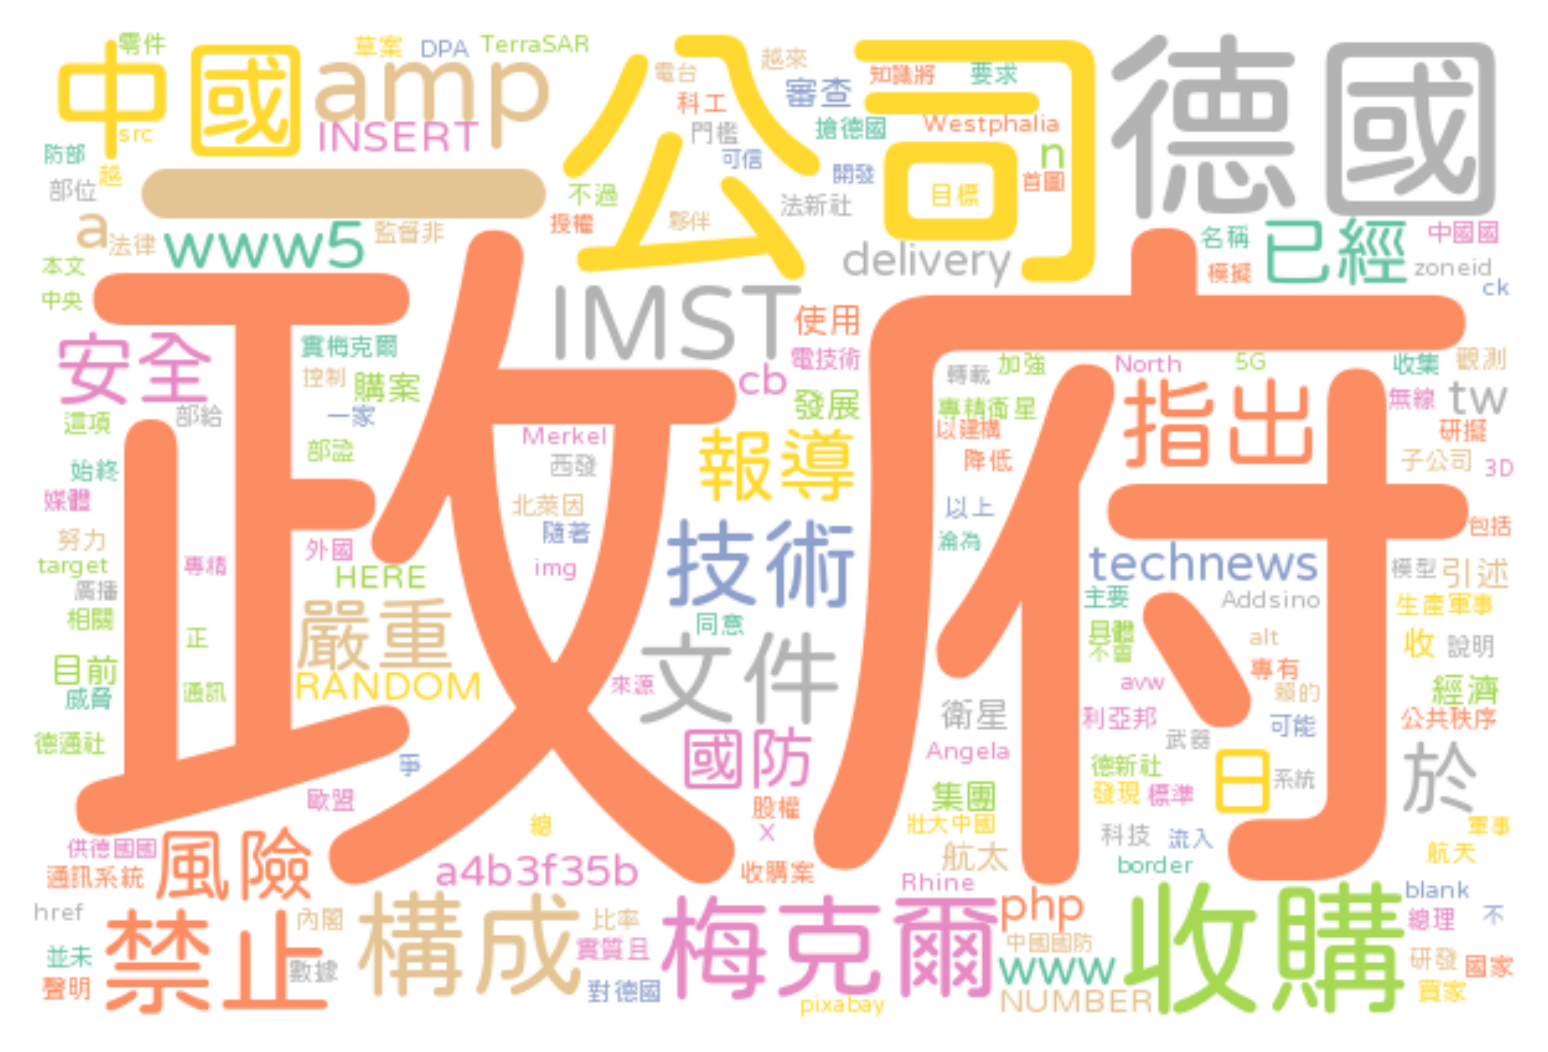 零件
草案
DPA
TerraSAR
中國
amp
公司
德國
電台
越來
審查
知識將
要求
src
INSERT
科工
門檻
搶德國
Westphalia
n
防部
越
可信
開發
首圖
部位
一
不過
目標
法新社
a
授權
夥伴
法律
www5
監督非
delivery
名稱
已經
中國國
本文
模擬
zoneid
中央
ck
政府
IMST
使用
安全
實梅克爾
電技術
加強
North
5G
收集
觀測
控制
購案
cb
轉載
指出
無線
tw
這項
部給
一家
發展
專精衛星
以建構
研擬
Merkel
報導
始終
西發
降低
子公司
3D
媒體
北萊因
以上
努力
隨著
技術
包括
target
專精
外國
HERE
img
technews
模型
引述
廣播
主要
Addsino
生產軍事
相關
嚴重
同意
具體
不會
正
文件
alt
收
說明
目前
RANDOM
來源
avw
專有
賴的
經濟
威脅
通訊
衛星
利亞邦
可能
公共秩序
德通社
國防
Angela
武器
德新社
日
系統
於
歐盟
股權
集團
發現
標準
總
X
壯大中國
科技
流入
軍事
供德國國
風險
a4b3f35b
收購案
航太
border
航天
通訊系統
Rhine
blank
href
禁止
內閣
構成
比率
梅克爾
php
收購
總理
不
並未
數據
實質且
中國國防
www
研發
國家
聲明
對德國
pixabay
NUMBER
買家